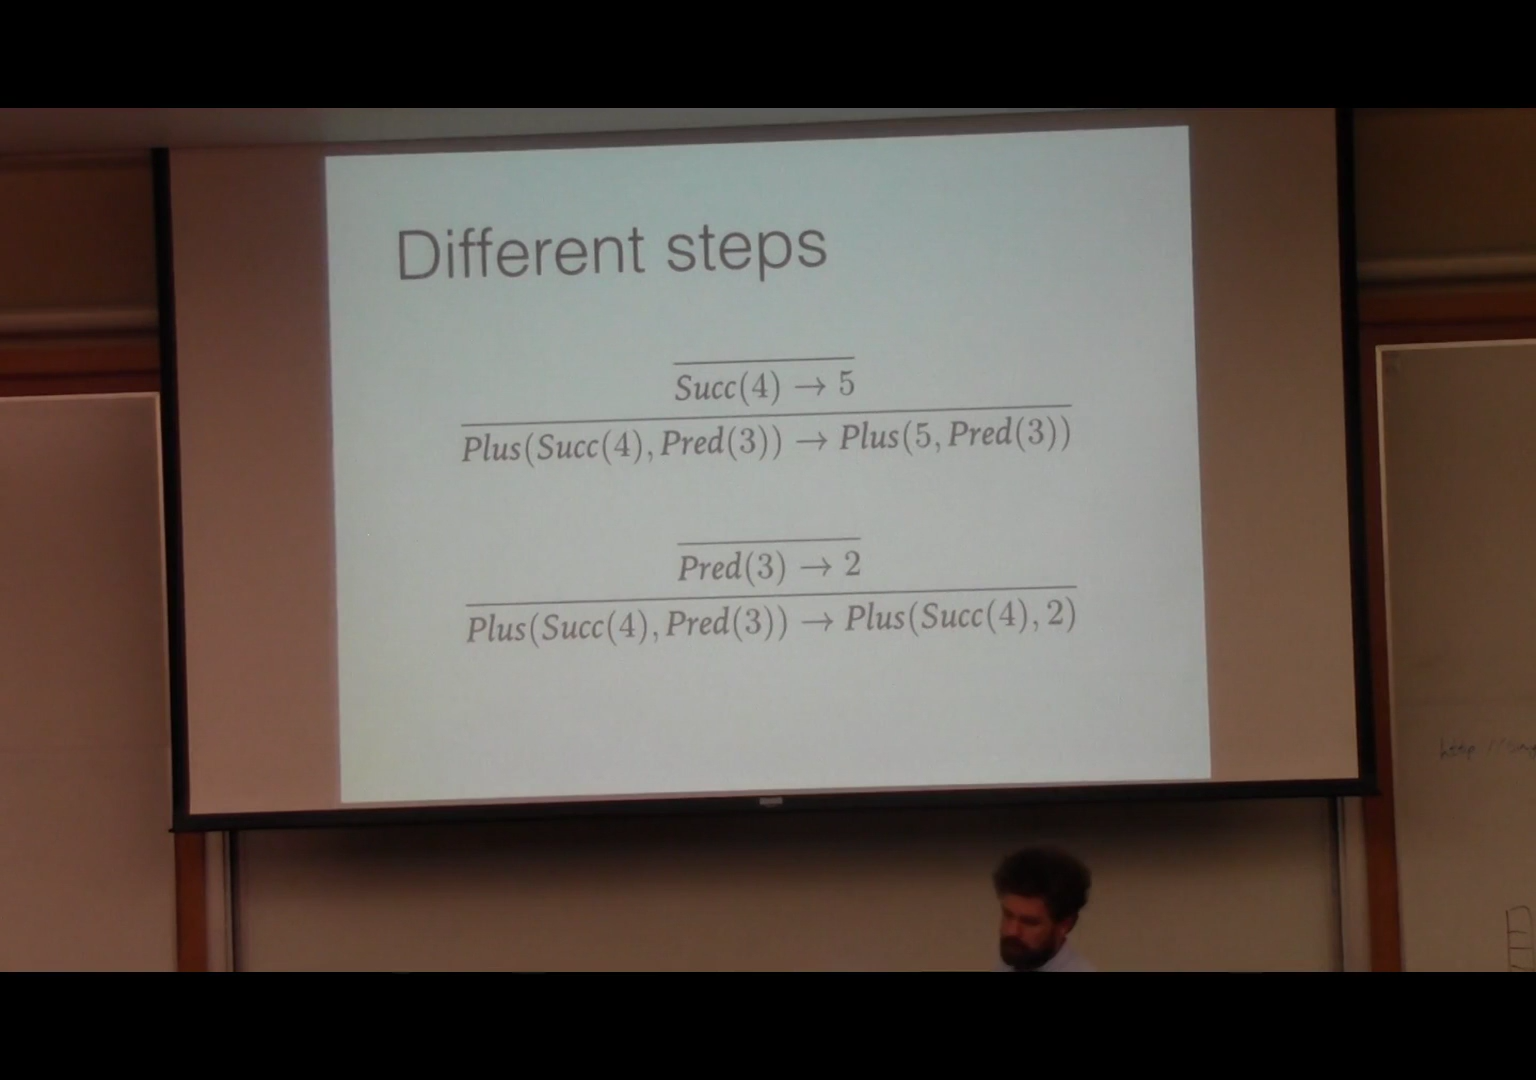 Different steps
Succ(4) → 5
Plus(Succ(4), Pred(3)) → Plus(5, Pred(3))
Pred(3) → 2
Plus(Succ(4), Pred(3)) → Plus(Succ(4), 2)
http://